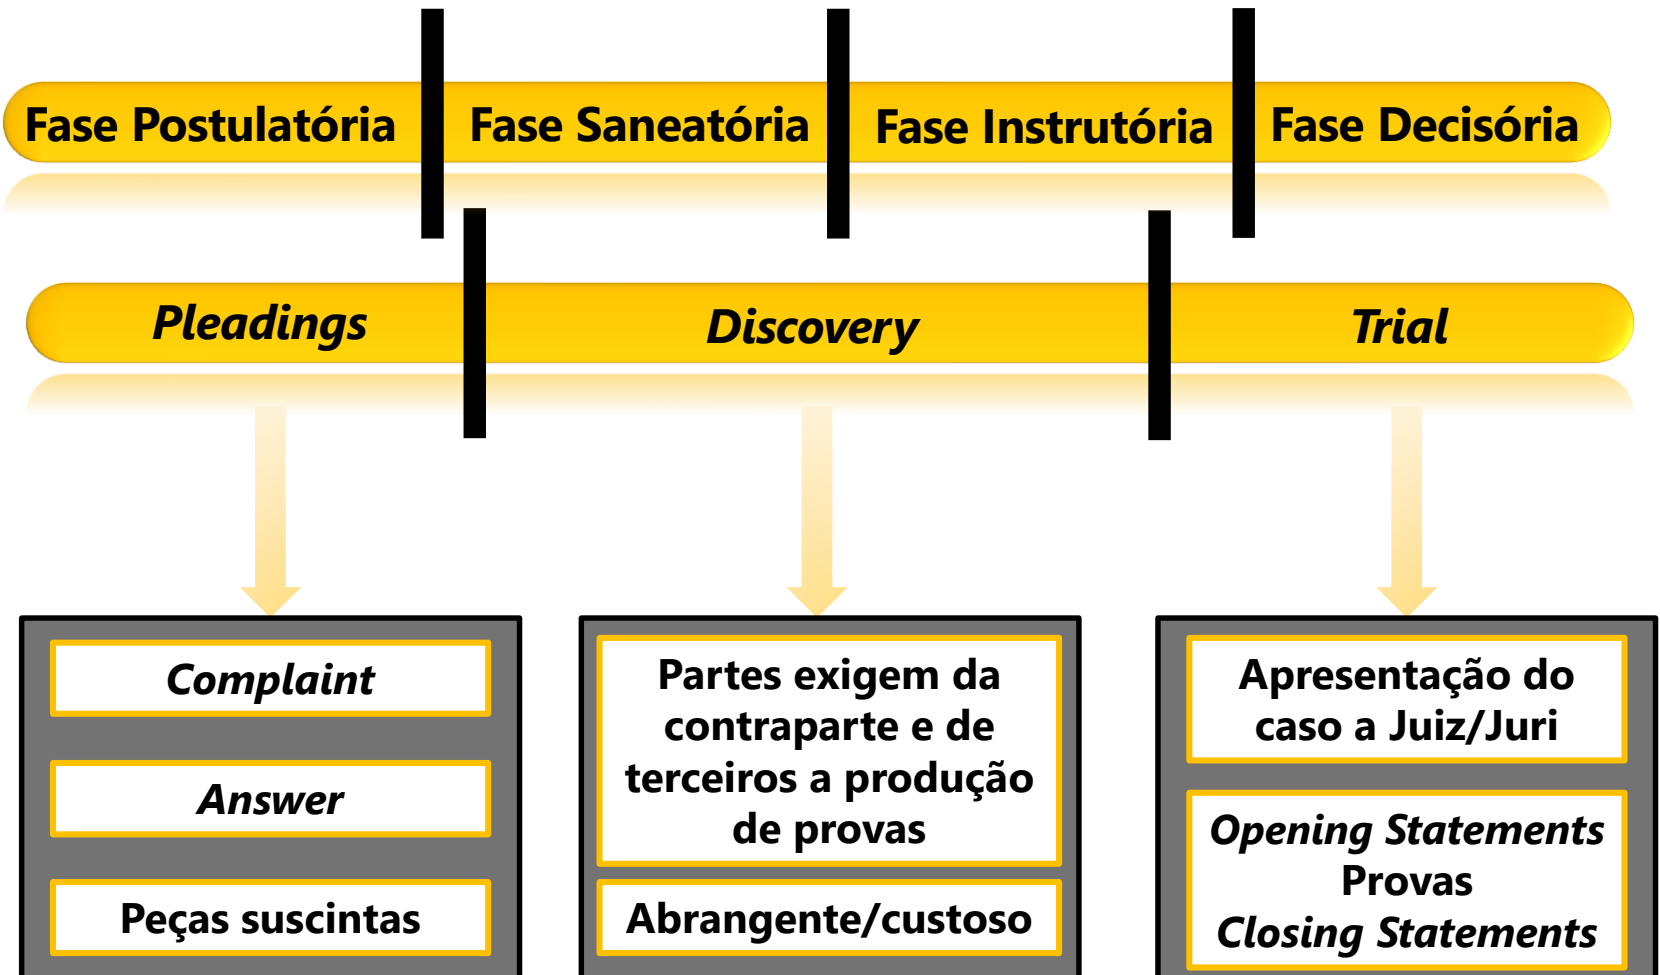 Fase Postulatória
Fase Saneatória
Fase Instrutória
Fase Decisória
Pleadings
Discovery
Trial
Complaint
Answer
Peças suscintas
Partes exigem da
contraparte e de
terceiros a produção
de provas
Abrangente/custoso
Apresentação do
caso a Juiz/Juri
Opening Statements
Provas
Closing Statements